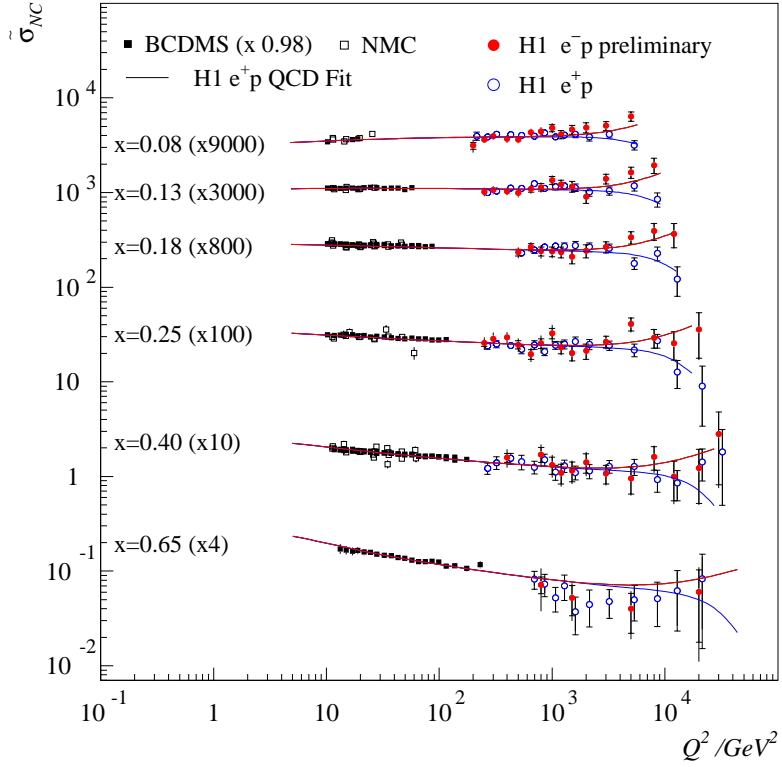 σ̃_NC
■ BCDMS (x 0.98) □ NMC ● H1 e⁻p preliminary
— H1 e⁺p QCD Fit ○ H1 e⁺p
10⁴
x=0.08 (x9000)
10³
x=0.13 (x3000)
x=0.18 (x800)
10²
x=0.25 (x100)
10
x=0.40 (x10)
1
x=0.65 (x4)
10⁻¹
10⁻²
10⁻¹ 1 10 10² 10³ 10⁴
Q² /GeV²